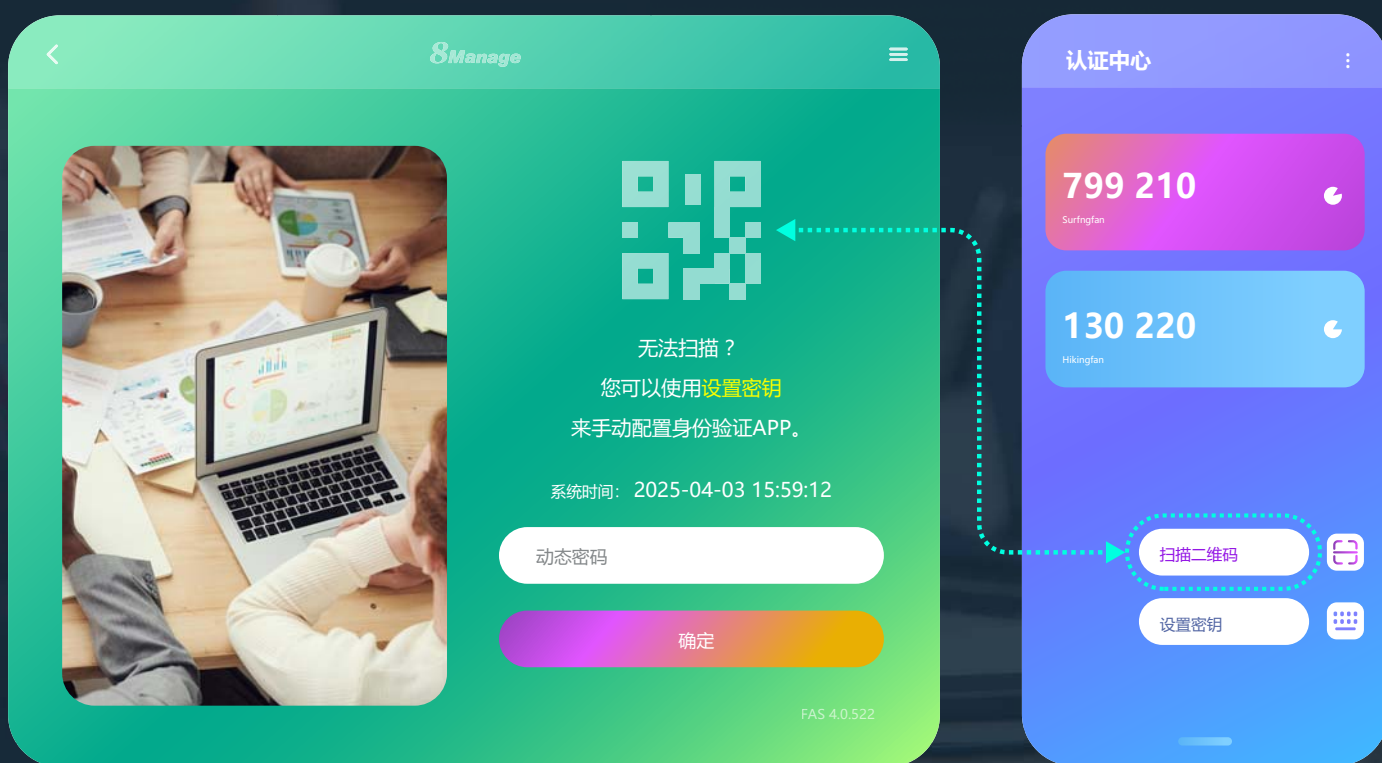 8Manage
无法扫描？
您可以使用设置密钥
来手动配置身份验证APP。
系统时间： 2025-04-03 15:59:12
动态密码
确定
FAS 4.0.522
认证中心
799 210
Surfngfan
130 220
Hikingfan
扫描二维码
设置密钥